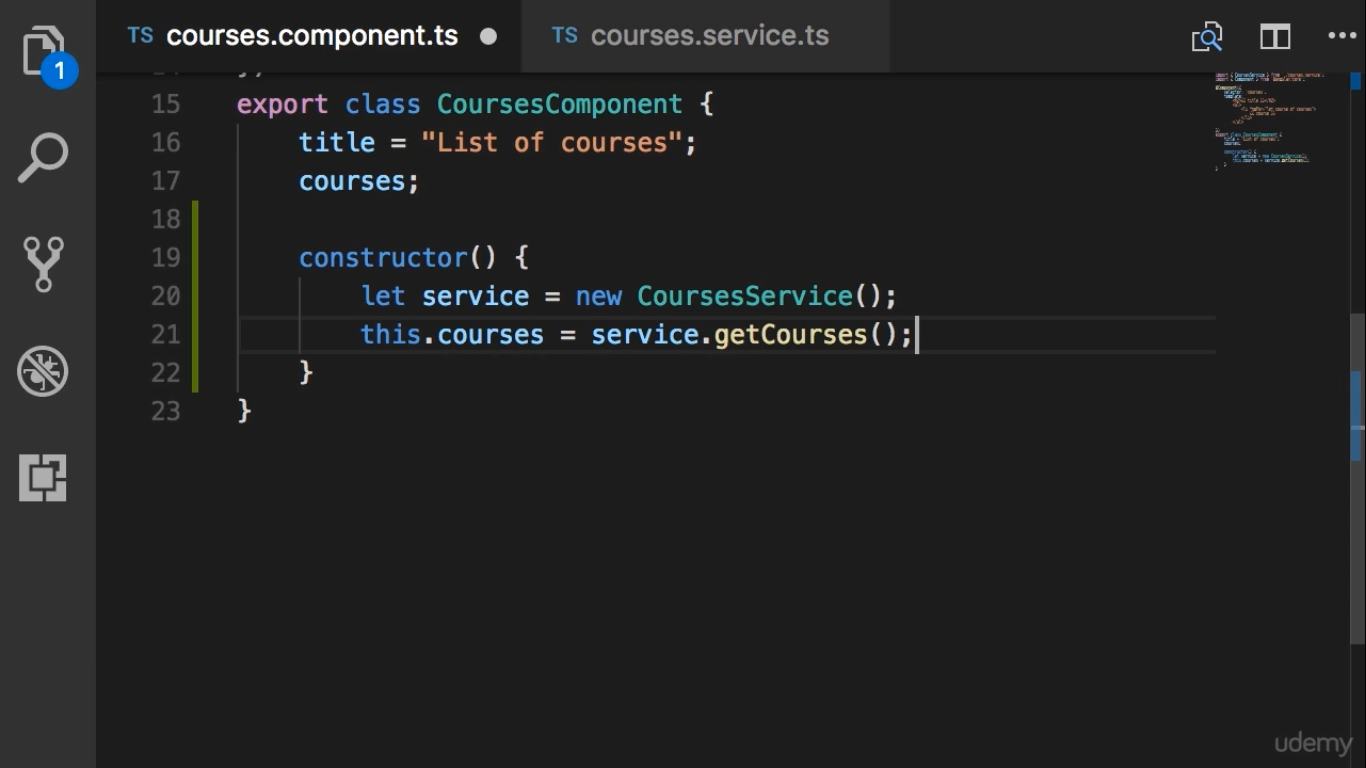 1
TS courses.component.ts
TS courses.service.ts
15 export class CoursesComponent {
16 title = "List of courses";
17 courses;
18
19 constructor() {
20 let service = new CoursesService();
21 this.courses = service.getCourses();
22 }
23 }
udemy